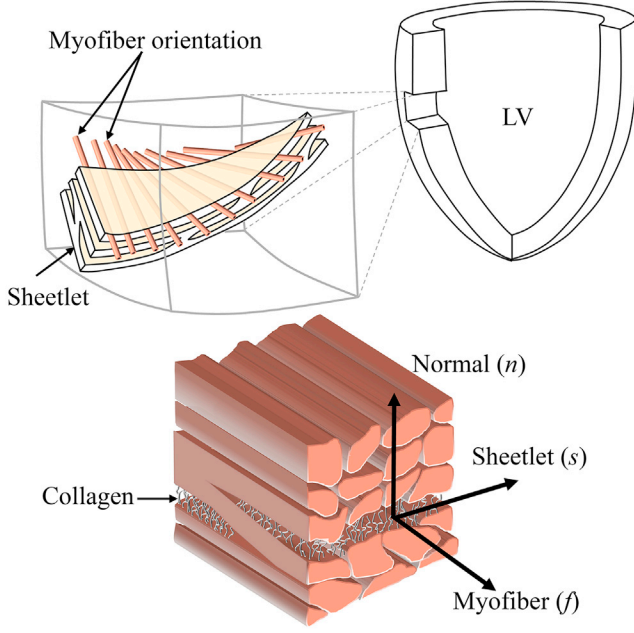 Myofiber orientation
LV
Sheetlet
Normal (n)
Sheetlet (s)
Collagen
Myofiber (f)